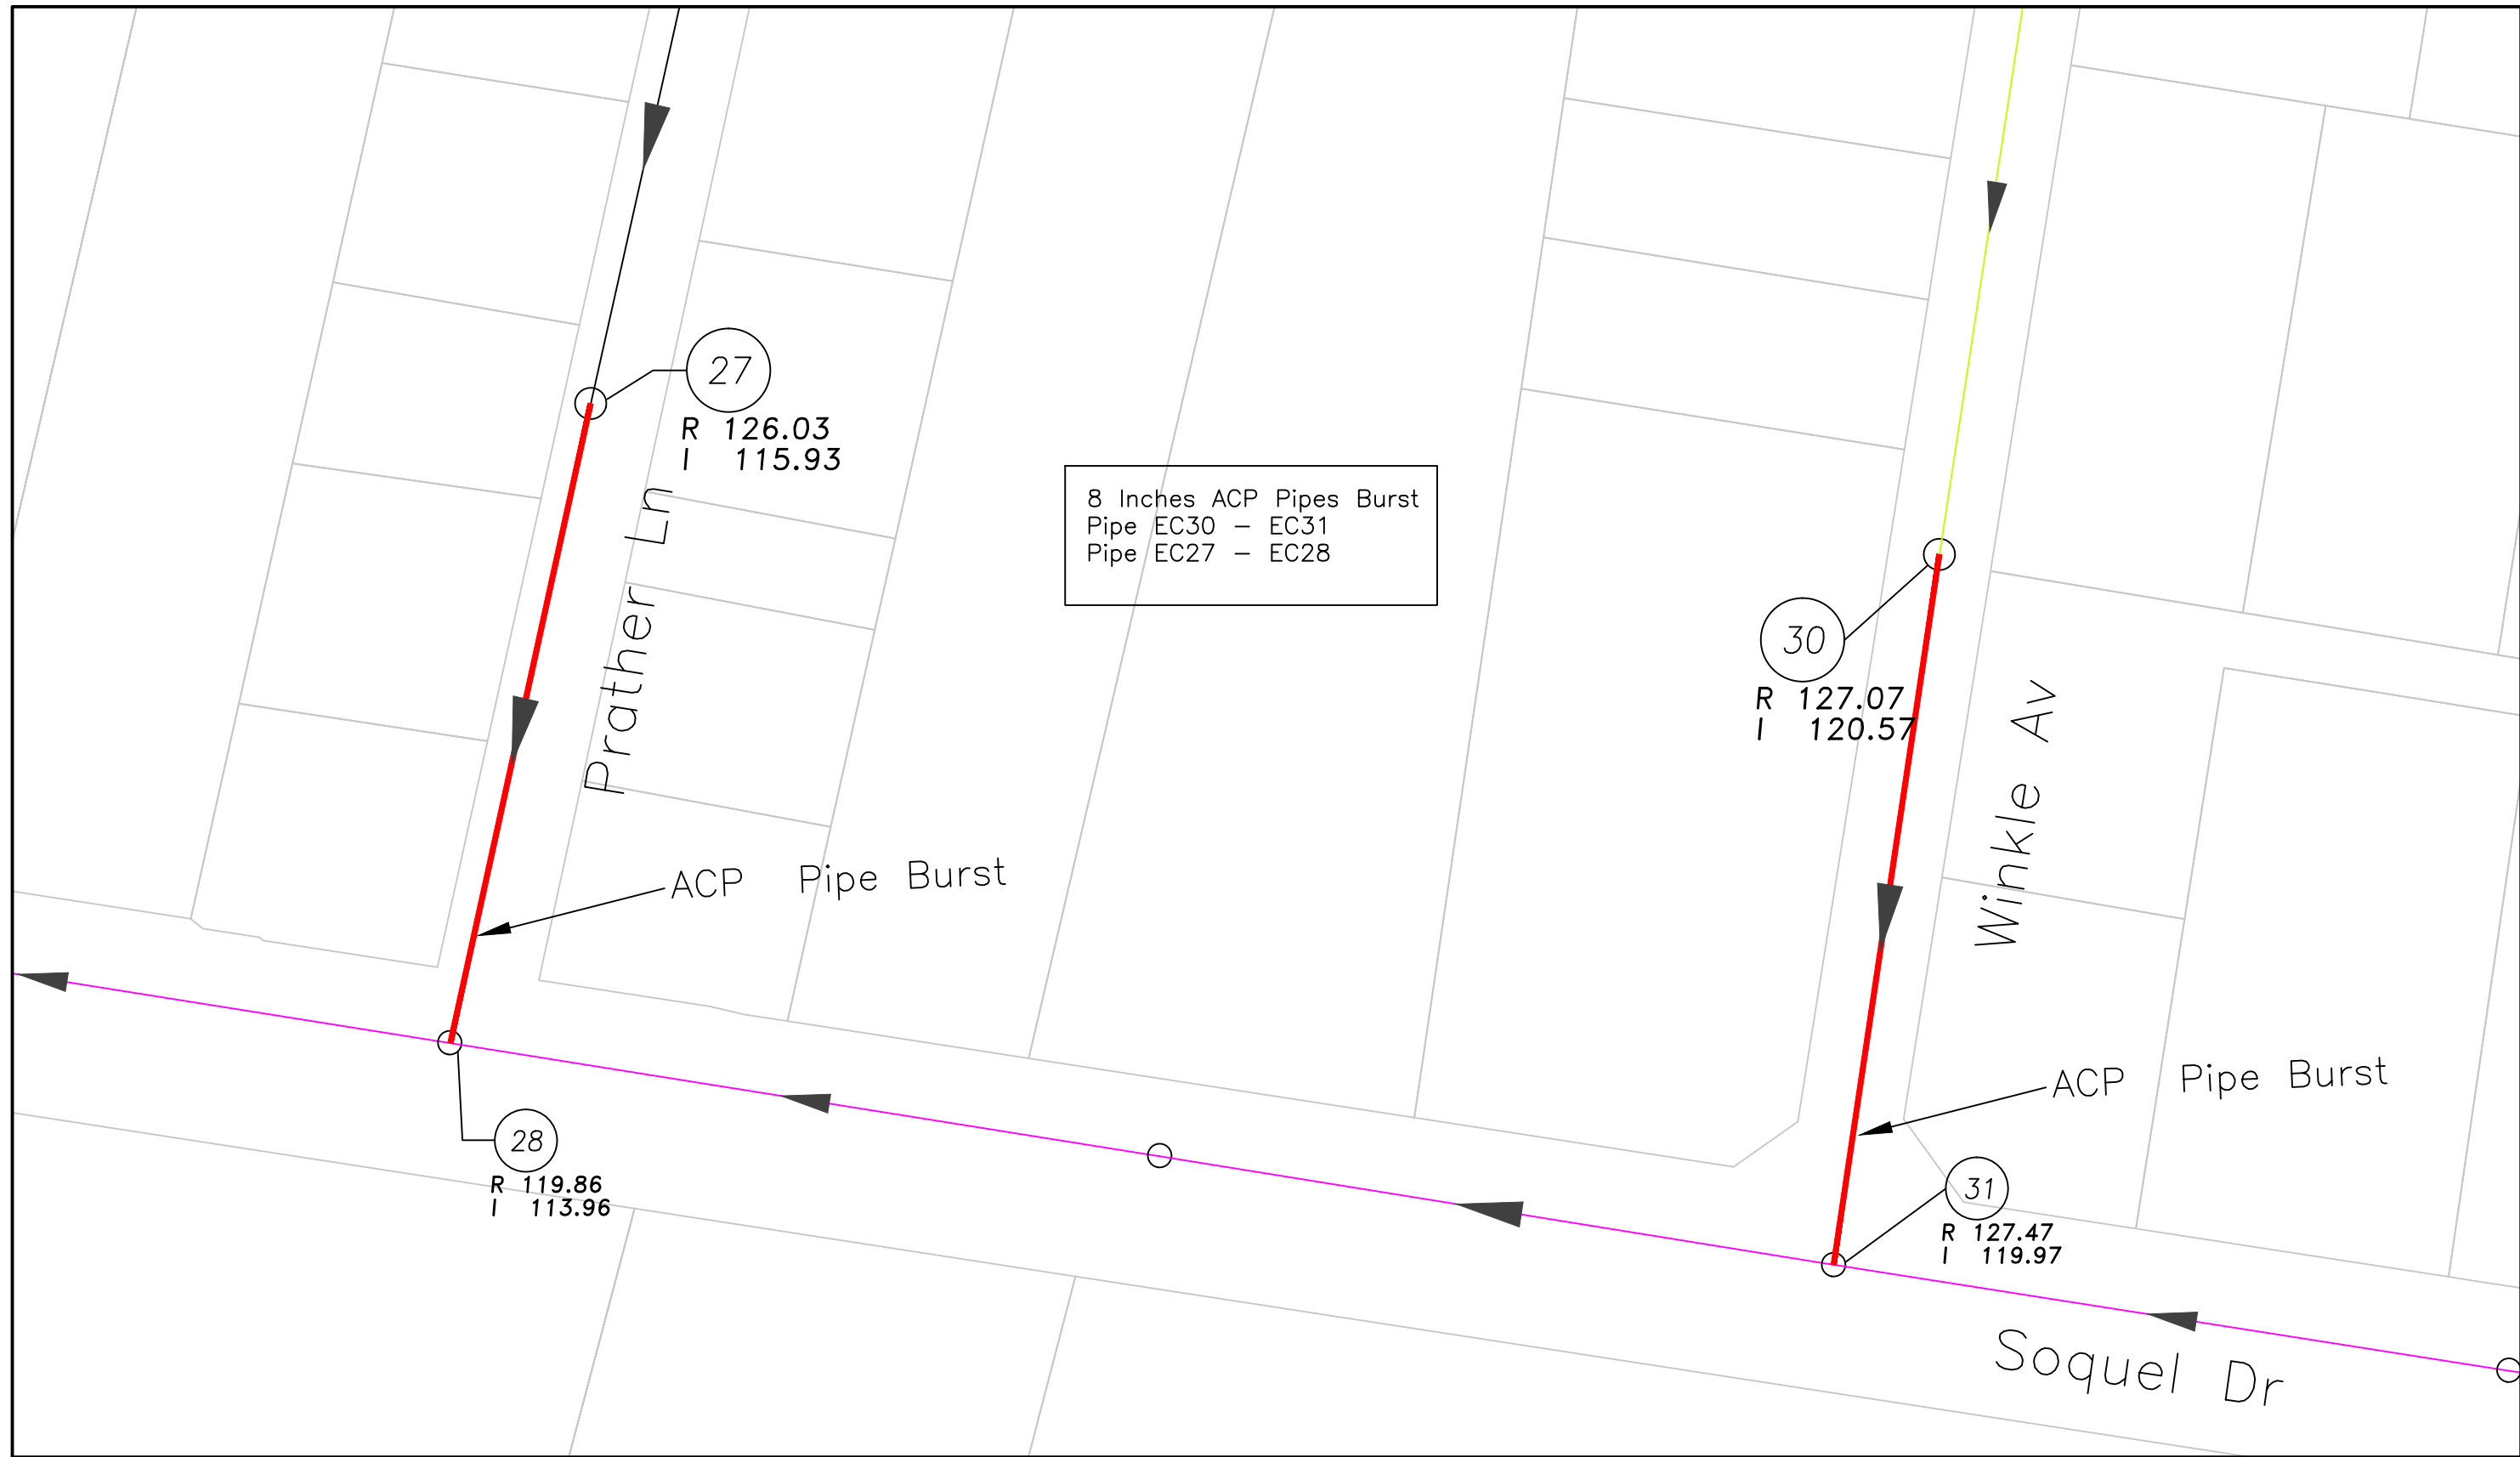 27
R 126.03
I 115.93
8 Inches ACP Pipes Burst
Pipe EC30 - EC31
Pipe EC27 - EC28
Prather Ln
30
R 127.07
I 120.57
Winkle Av
ACP Pipe Burst
ACP Pipe Burst
28
R 119.86
I 113.96
31
R 127.47
I 119.97
Soquel Dr